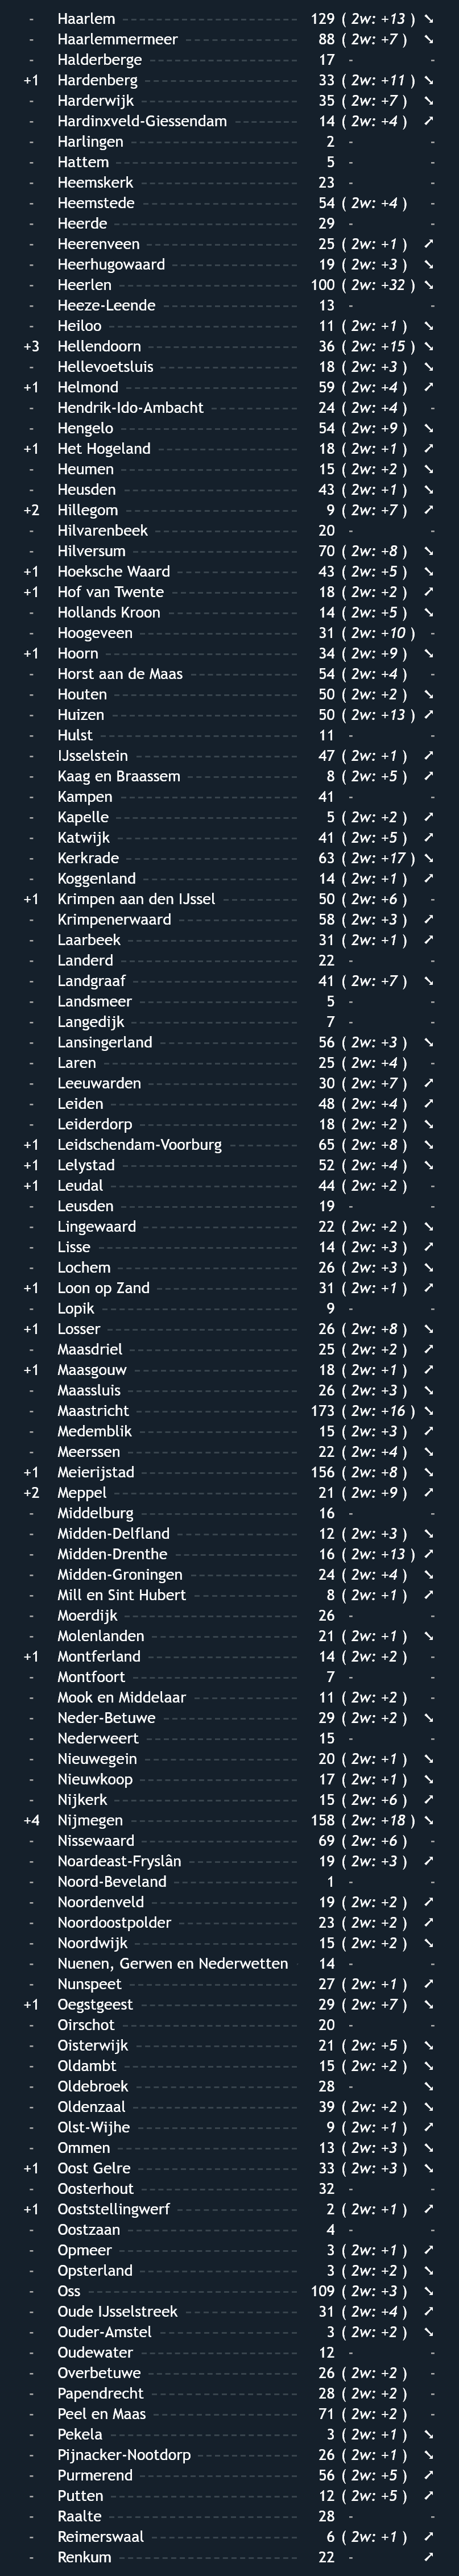 - Haarlem 129 ( 2w: +13 ) ➘
- Haarlemmermeer 88 ( 2w: +7 ) ➘
- Halderberge 17 - -
+1 Hardenberg 33 ( 2w: +11 ) ➘
- Harderwijk 35 ( 2w: +7 ) ➘
- Hardinxveld-Giessendam 14 ( 2w: +4 ) ➚
- Harlingen 2 - -
- Hattem 5 - -
- Heemskerk 23 - -
- Heemstede 54 ( 2w: +4 ) -
- Heerde 29 - -
- Heerenveen 25 ( 2w: +1 ) ➚
- Heerhugowaard 19 ( 2w: +3 ) ➘
- Heerlen 100 ( 2w: +32 ) ➘
- Heeze-Leende 13 - -
- Heiloo 11 ( 2w: +1 ) ➘
+3 Hellendoorn 36 ( 2w: +15 ) ➘
- Hellevoetsluis 18 ( 2w: +3 ) ➘
+1 Helmond 59 ( 2w: +4 ) ➚
- Hendrik-Ido-Ambacht 24 ( 2w: +4 ) -
- Hengelo 54 ( 2w: +9 ) ➘
+1 Het Hogeland 18 ( 2w: +1 ) ➚
- Heumen 15 ( 2w: +2 ) ➘
- Heusden 43 ( 2w: +1 ) ➘
+2 Hillegom 9 ( 2w: +7 ) ➚
- Hilvarenbeek 20 - -
- Hilversum 70 ( 2w: +8 ) ➘
+1 Hoeksche Waard 43 ( 2w: +5 ) ➘
+1 Hof van Twente 18 ( 2w: +2 ) ➚
- Hollands Kroon 14 ( 2w: +5 ) ➘
- Hoogeveen 31 ( 2w: +10 ) -
+1 Hoorn 34 ( 2w: +9 ) ➘
- Horst aan de Maas 54 ( 2w: +4 ) -
- Houten 50 ( 2w: +2 ) ➘
- Huizen 50 ( 2w: +13 ) ➚
- Hulst 11 - -
- IJsselstein 47 ( 2w: +1 ) ➚
- Kaag en Braassem 8 ( 2w: +5 ) ➚
- Kampen 41 - -
- Kapelle 5 ( 2w: +2 ) ➚
- Katwijk 41 ( 2w: +5 ) ➚
- Kerkrade 63 ( 2w: +17 ) ➘
- Koggenland 14 ( 2w: +1 ) ➚
+1 Krimpen aan den IJssel 50 ( 2w: +6 ) -
- Krimpenerwaard 58 ( 2w: +3 ) ➚
- Laarbeek 31 ( 2w: +1 ) ➚
- Landerd 22 - -
- Landgraaf 41 ( 2w: +7 ) ➘
- Landsmeer 5 - -
- Langedijk 7 - -
- Lansingerland 56 ( 2w: +3 ) ➘
- Laren 25 ( 2w: +4 ) -
- Leeuwarden 30 ( 2w: +7 ) ➚
- Leiden 48 ( 2w: +4 ) ➚
- Leiderdorp 18 ( 2w: +2 ) ➘
+1 Leidschendam-Voorburg 65 ( 2w: +8 ) ➘
+1 Lelystad 52 ( 2w: +4 ) ➘
+1 Leudal 44 ( 2w: +2 ) -
- Leusden 19 - -
- Lingewaard 22 ( 2w: +2 ) ➘
- Lisse 14 ( 2w: +3 ) ➚
- Lochem 26 ( 2w: +3 ) ➘
+1 Loon op Zand 31 ( 2w: +1 ) ➚
- Lopik 9 - -
+1 Losser 26 ( 2w: +8 ) ➘
- Maasdriel 25 ( 2w: +2 ) ➚
+1 Maasgouw 18 ( 2w: +1 ) ➚
- Maassluis 26 ( 2w: +3 ) ➘
- Maastricht 173 ( 2w: +16 ) ➘
- Medemblik 15 ( 2w: +3 ) ➚
- Meerssen 22 ( 2w: +4 ) ➘
+1 Meierijstad 156 ( 2w: +8 ) ➘
+2 Meppel 21 ( 2w: +9 ) ➚
- Middelburg 16 - -
- Midden-Delfland 12 ( 2w: +3 ) ➘
- Midden-Drenthe 16 ( 2w: +13 ) ➚
- Midden-Groningen 24 ( 2w: +4 ) ➘
- Mill en Sint Hubert 8 ( 2w: +1 ) ➚
- Moerdijk 26 - -
- Molenlanden 21 ( 2w: +1 ) ➘
+1 Montferland 14 ( 2w: +2 ) -
- Montfoort 7 - -
- Mook en Middelaar 11 ( 2w: +2 ) -
- Neder-Betuwe 29 ( 2w: +2 ) ➘
- Nederweert 15 - -
- Nieuwegein 20 ( 2w: +1 ) ➘
- Nieuwkoop 17 ( 2w: +1 ) ➘
- Nijkerk 15 ( 2w: +6 ) ➚
+4 Nijmegen 158 ( 2w: +18 ) ➘
- Nissewaard 69 ( 2w: +6 ) -
- Noardeast-Fryslân 19 ( 2w: +3 ) ➚
- Noord-Beveland 1 - -
- Noordenveld 19 ( 2w: +2 ) ➚
- Noordoostpolder 23 ( 2w: +2 ) ➚
- Noordwijk 15 ( 2w: +2 ) ➘
- Nuenen, Gerwen en Nederwetten 14 - -
- Nunspeet 27 ( 2w: +1 ) ➚
+1 Oegstgeest 29 ( 2w: +7 ) ➘
- Oirschot 20 - -
- Oisterwijk 21 ( 2w: +5 ) ➘
- Oldambt 15 ( 2w: +2 ) ➘
- Oldebroek 28 - ➘
- Oldenzaal 39 ( 2w: +2 ) ➘
- Olst-Wijhe 9 ( 2w: +1 ) ➚
- Ommen 13 ( 2w: +3 ) ➘
+1 Oost Gelre 33 ( 2w: +3 ) ➘
- Oosterhout 32 - -
+1 Ooststellingwerf 2 ( 2w: +1 ) ➚
- Oostzaan 4 - -
- Opmeer 3 ( 2w: +1 ) ➚
- Opsterland 3 ( 2w: +2 ) ➘
- Oss 109 ( 2w: +3 ) ➘
- Oude IJsselstreek 31 ( 2w: +4 ) ➚
- Ouder-Amstel 3 ( 2w: +2 ) ➘
- Oudewater 12 - -
- Overbetuwe 26 ( 2w: +2 ) -
- Papendrecht 28 ( 2w: +2 ) -
- Peel en Maas 71 ( 2w: +2 ) -
- Pekela 3 ( 2w: +1 ) ➘
- Pijnacker-Nootdorp 26 ( 2w: +1 ) ➘
- Purmerend 56 ( 2w: +5 ) ➚
- Putten 12 ( 2w: +5 ) ➚
- Raalte 28 - -
- Reimerswaal 6 ( 2w: +1 ) ➚
- Renkum 22 - ➚